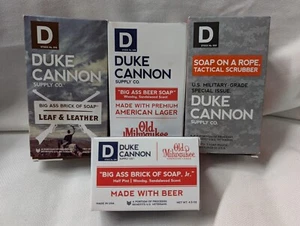 D
DUKE
CANNON
SUPPLY CO.
BIG ASS BRICK OF SOAP
LEAF & LEATHER
D
DUKE
CANNON
SUPPLY CO.
"BIG ASS BEER SOAP"
MADE WITH PREMIUM
AMERICAN LAGER
Old
Milwaukee
D
SOAP ON A ROPE,
TACTICAL SCRUBBER
U.S. MILITARY-GRADE
SPECIAL ISSUE
DUKE
CANNON
SUPPLY CO.
D
DUKE
CANNON
SUPPLY CO.
Old
Milwaukee
"BIG ASS BRICK OF SOAP, Jr."
MADE WITH BEER